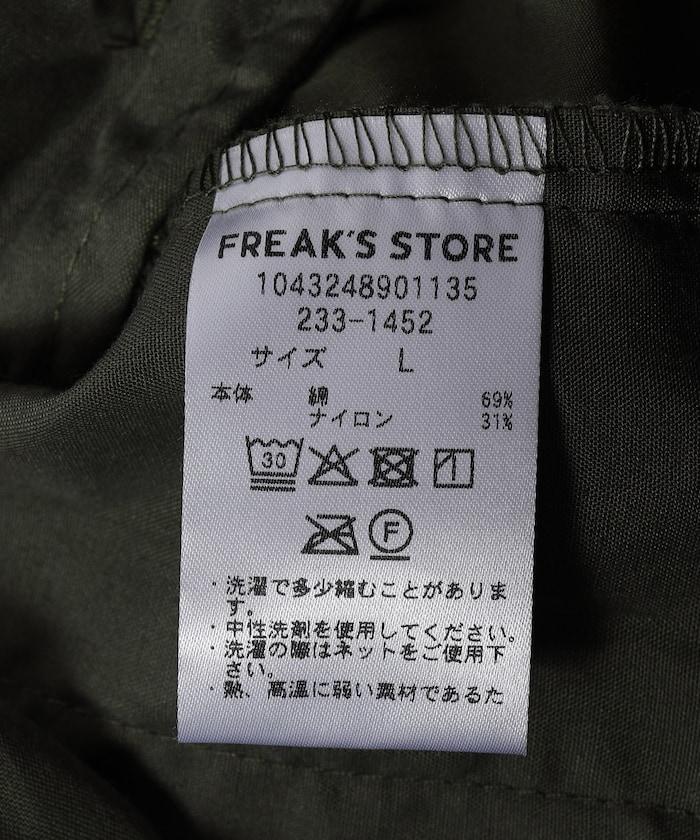 FREAK'S STORE
1043248901135
233-1452
サイズ L
本体 綿 69%
ナイロン 31%
30
F
・洗濯で多少縮むことがありま
す。
・中性洗剤を使用してください。
・洗濯の際はネットをご使用下
さい。
・熱、高温に弱い素材であるた